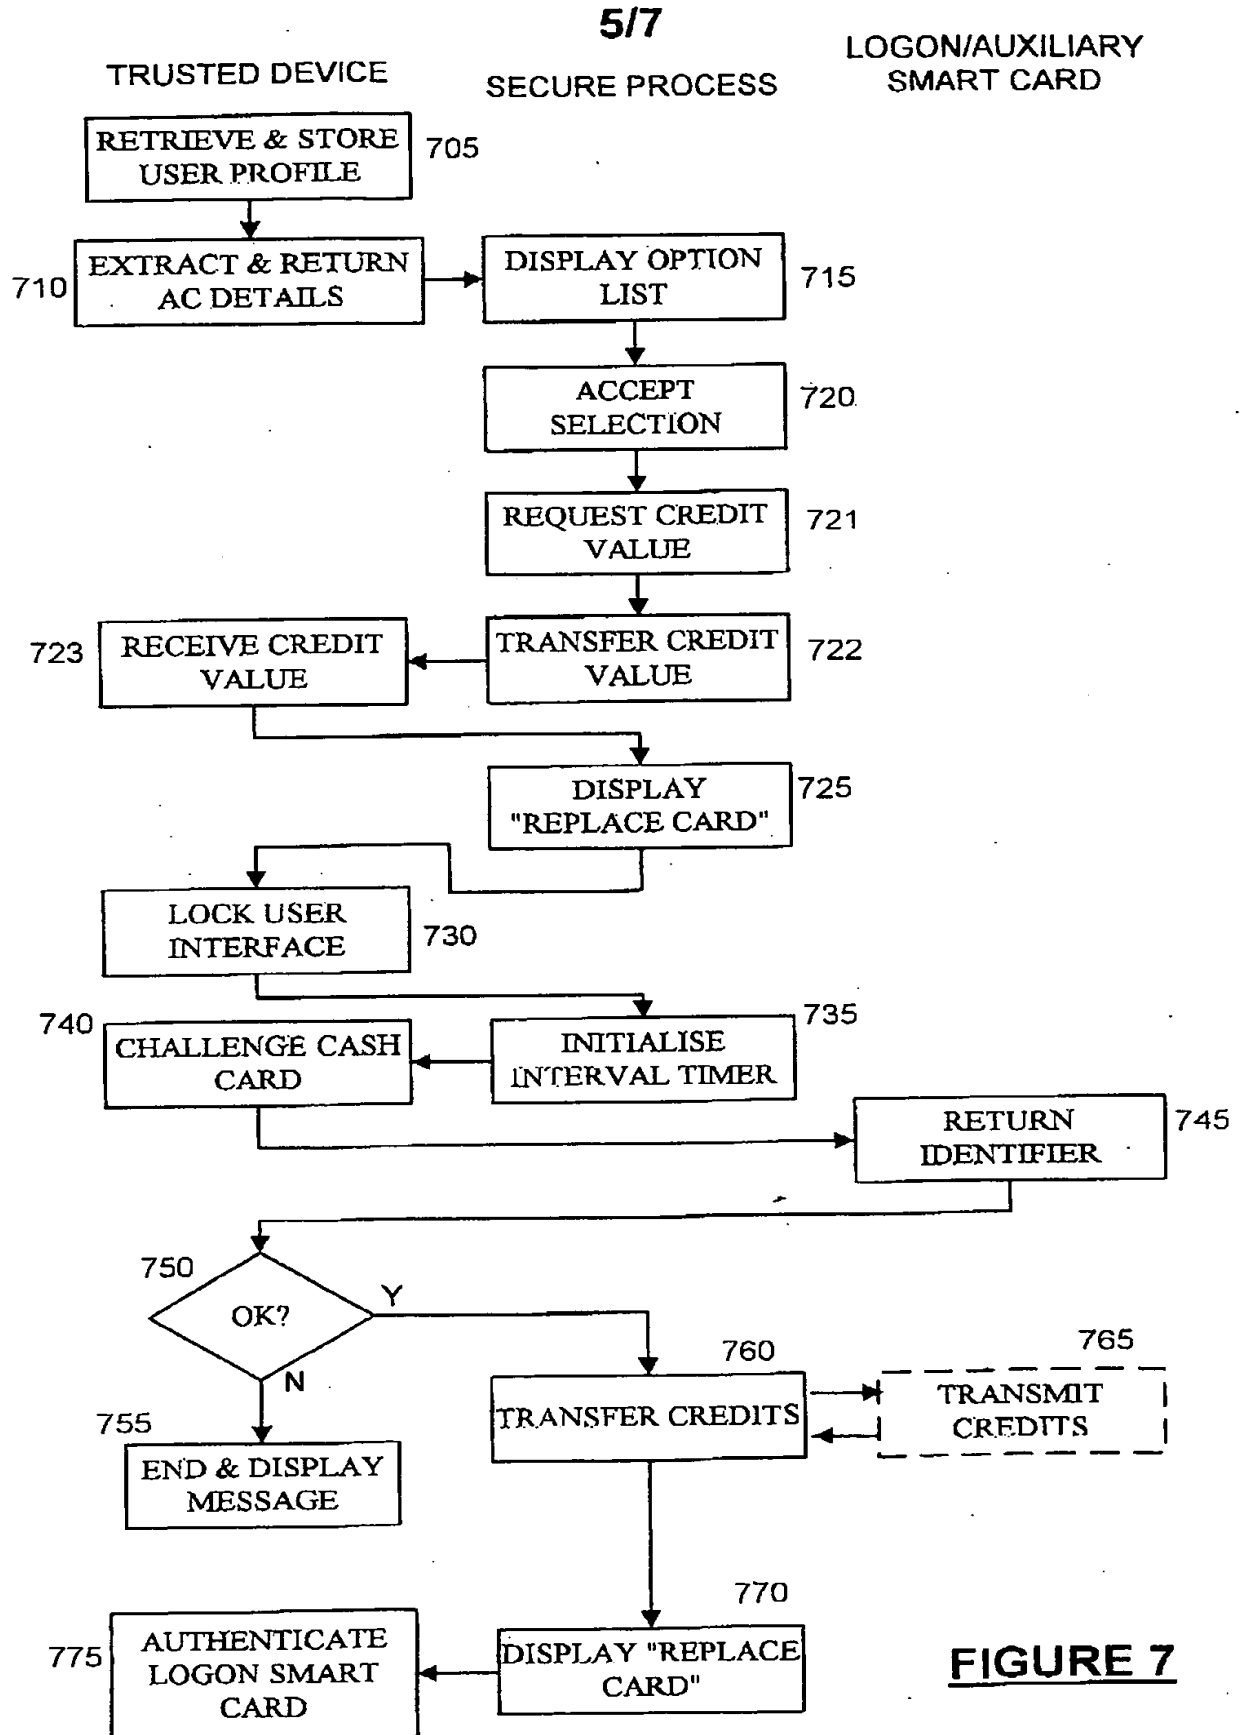 5/7
TRUSTED DEVICE
SECURE PROCESS
LOGON/AUXILIARY
SMART CARD
RETRIEVE & STORE
USER PROFILE
705
710
EXTRACT & RETURN
AC DETAILS
DISPLAY OPTION
LIST
715
ACCEPT
SELECTION
720
REQUEST CREDIT
VALUE
721
723
RECEIVE CREDIT
VALUE
TRANSFER CREDIT
VALUE
722
DISPLAY
"REPLACE CARD"
725
LOCK USER
INTERFACE
730
740
CHALLENGE CASH
CARD
INITIALISE
INTERVAL TIMER
735
RETURN
IDENTIFIER
745
750
OK?
Y
N
760
TRANSFER CREDITS
765
TRANSMIT
CREDITS
755
END & DISPLAY
MESSAGE
770
DISPLAY "REPLACE
CARD"
775
AUTHENTICATE
LOGON SMART
CARD
FIGURE 7